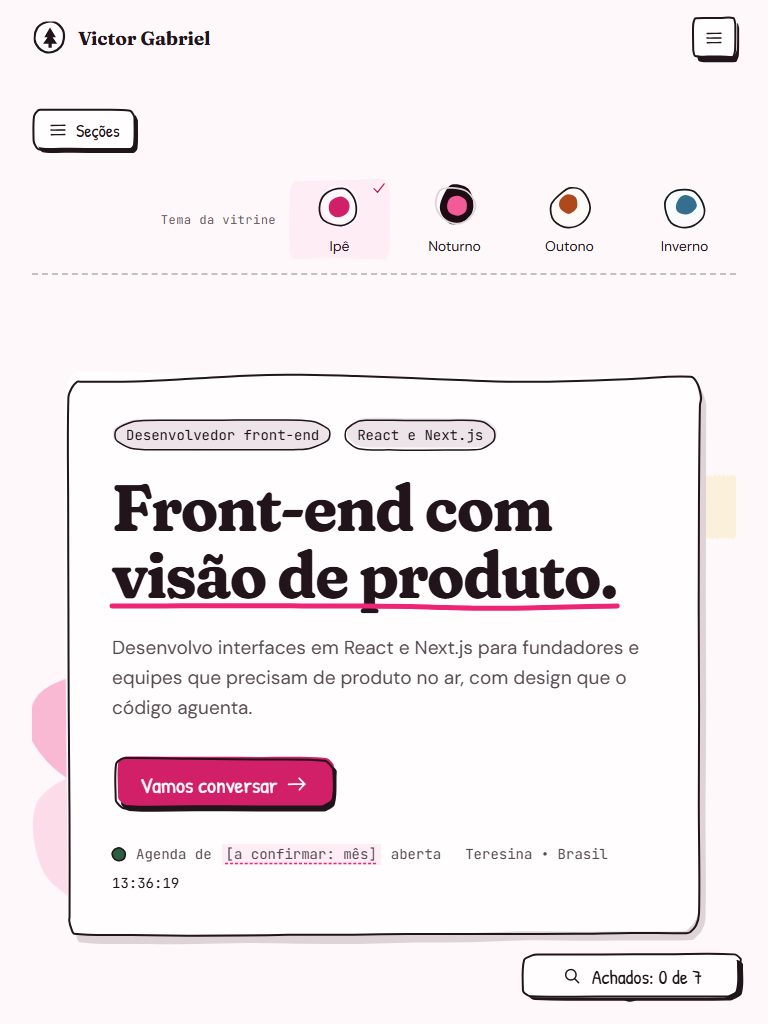 Victor Gabriel
Seções
Tema da vitrine
Ipê
Noturno
Outono
Inverno
Desenvolvedor front-end
React e Next.js
Front-end com
visão de produto.
Desenvolvo interfaces em React e Next.js para fundadores e
equipes que precisam de produto no ar, com design que o
código aguenta.
Vamos conversar →
Agenda de [a confirmar: mês] aberta Teresina • Brasil
13:36:19
Achados: 0 de 7